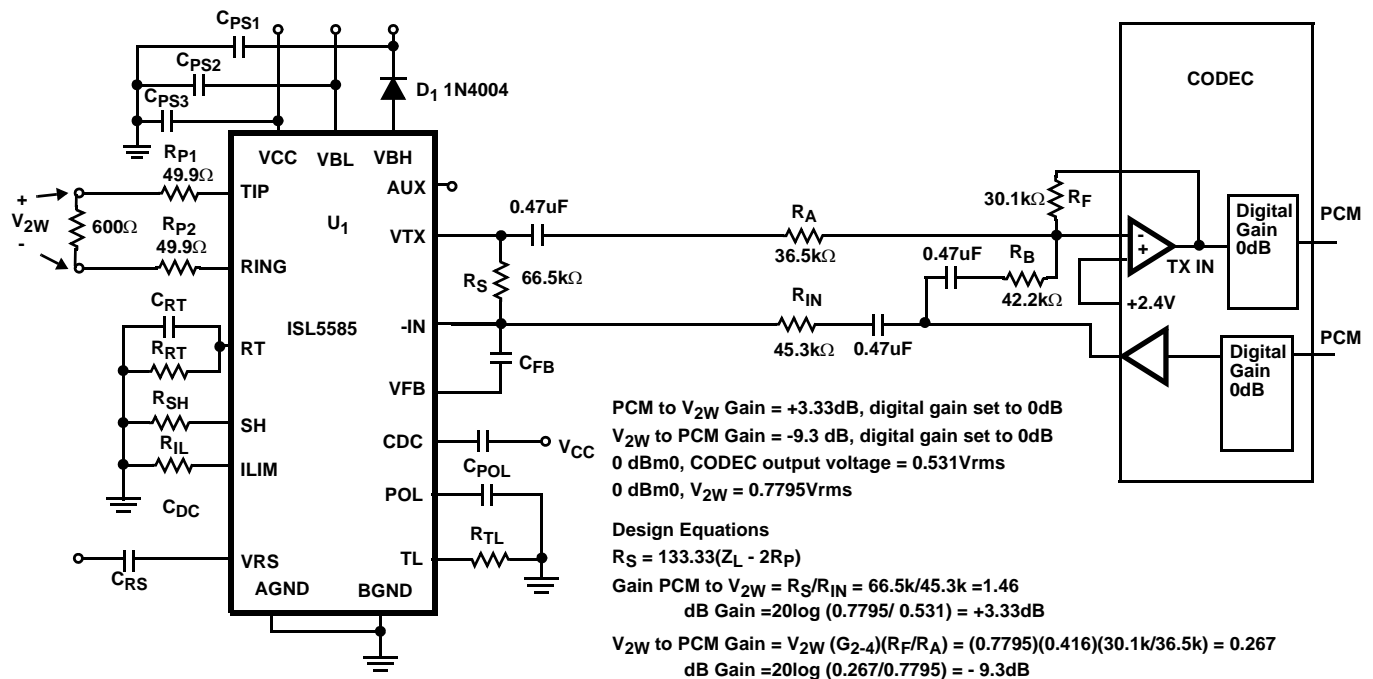 CPS1
CPS2
CPS3
D1 1N4004
CODEC
VCC VBL VBH
RP1
49.9Ω
TIP
AUX
+
V2W
-
600Ω
RP2
49.9Ω
RING
U1
VTX
0.47uF
RS
66.5kΩ
RA
36.5kΩ
30.1kΩ RF
-
+
TX IN
+2.4V
Digital
Gain
0dB
PCM
0.47uF
RB
42.2kΩ
RIN
45.3kΩ
0.47uF
Digital
Gain
0dB
PCM
CRT
RRT
RT
ISL5585
-IN
CFB
VFB
RSH
SH
RIL
ILIM
CDC
CDC
VCC
CPOL
POL
RTL
TL
CRS
VRS
AGND BGND
PCM to V2W Gain = +3.33dB, digital gain set to 0dB
V2W to PCM Gain = -9.3 dB, digital gain set to 0dB
0 dBm0, CODEC output voltage = 0.531Vrms
0 dBm0, V2W = 0.7795Vrms
Design Equations
RS = 133.33(ZL - 2RP)
Gain PCM to V2W = RS/RIN = 66.5k/45.3k =1.46
dB Gain =20log (0.7795/ 0.531) = +3.33dB
V2W to PCM Gain = V2W (G2-4)(RF/RA) = (0.7795)(0.416)(30.1k/36.5k) = 0.267
dB Gain =20log (0.267/0.7795) = - 9.3dB